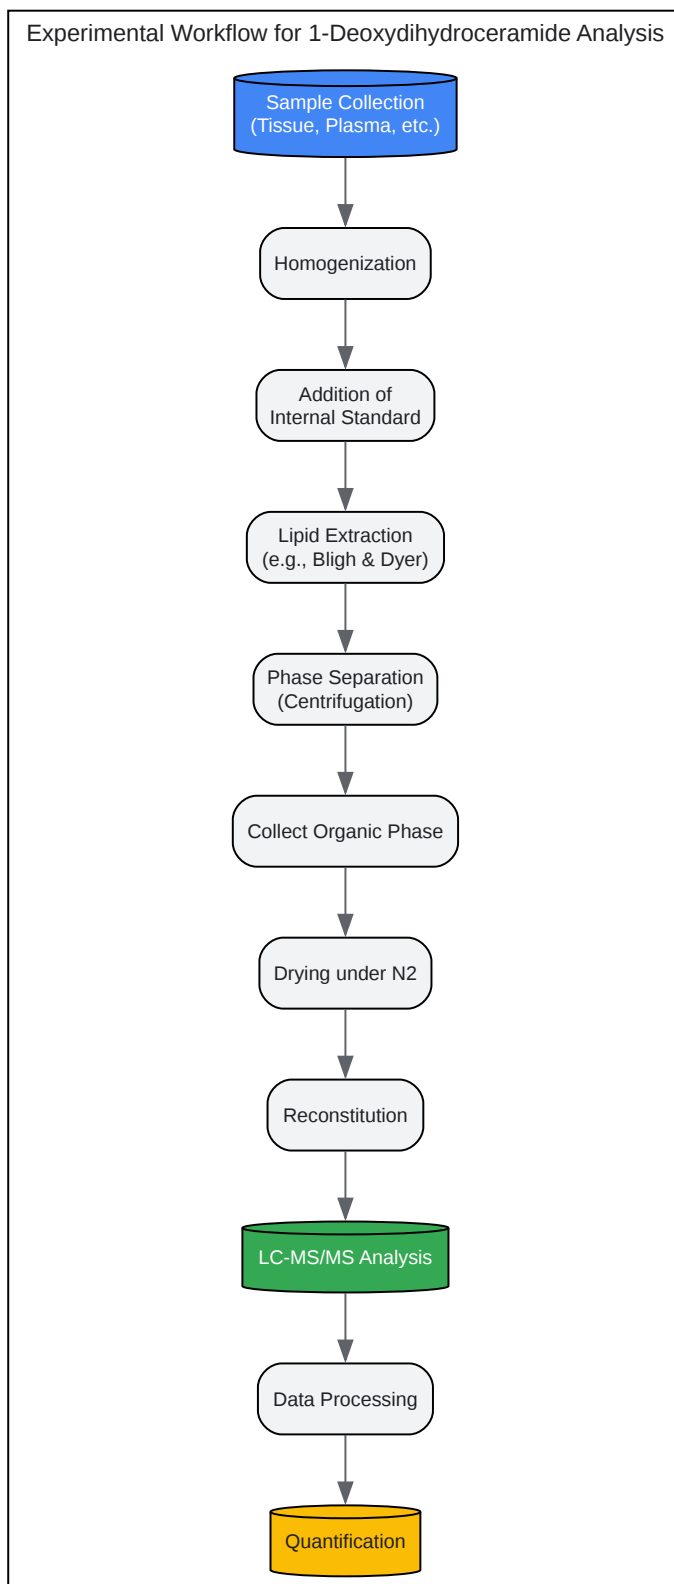 Experimental Workflow for 1-Deoxydihydroceramide Analysis
Sample Collection
(Tissue, Plasma, etc.)
Homogenization
Addition of
Internal Standard
Lipid Extraction
(e.g., Bligh & Dyer)
Phase Separation
(Centrifugation)
Collect Organic Phase
Drying under N2
Reconstitution
LC-MS/MS Analysis
Data Processing
Quantification